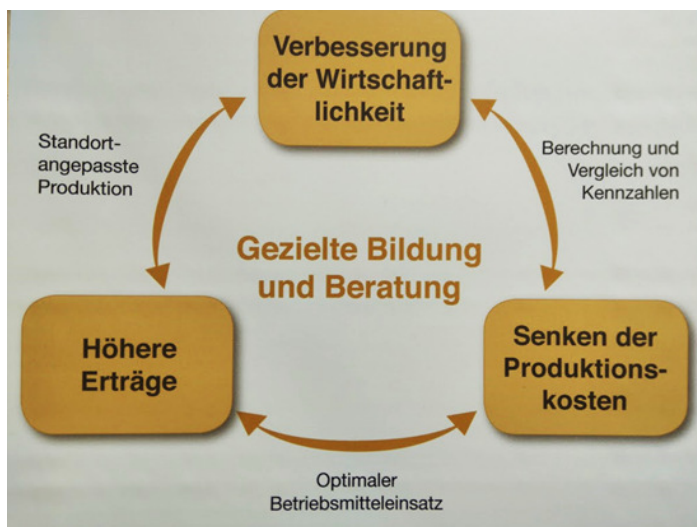 Verbesserung
der Wirtschaft-
lichkeit
Standort-
angepasste
Produktion
Berechnung und
Vergleich von
Kennzahlen
Gezielte Bildung
und Beratung
Höhere
Erträge
Senken der
Produktions-
kosten
Optimaler
Betriebsmitteleinsatz